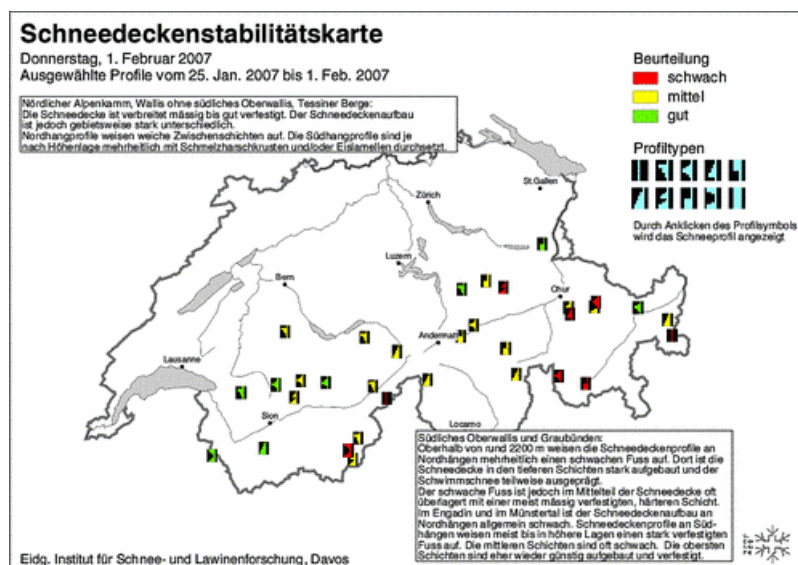 Schneedeckenstabilitätskarte
Donnerstag, 1. Februar 2007
Ausgewählte Profile vom 25. Jan. 2007 bis 1. Feb. 2007
Nördlicher Alpenkamm, Wallis ohne südliches Oberwallis, Tessiner Berge:
Die Schneedecke ist verbreitet mässig bis gut verfestigt. Der Schneedeckenaufbau
ist jedoch gebietsweise stark unterschiedlich.
Nordhangprofile weisen weiche Zwischenschichten auf. Die Südhangprofile sind je
nach Höhenlage mehrheitlich mit Schmelzharschkrusten und/oder Eislamellen durchsetzt.
Beurteilung
schwach
mittel
gut
Profiltypen
Durch Anklicken des Profilsymbols
wird das Schneeprofil angezeigt
St.Gallen
Zürich
Luzern
Bern
Chur
Andermatt
Lausanne
Sion
Locarno
Südliches Oberwallis und Graubünden:
Oberhalb von rund 2200 m weisen die Schneedeckenprofile an
Nordhängen mehrheitlich einen schwachen Fuss auf. Dort ist die
Schneedecke in den tieferen Schichten stark aufgebaut und der
Schwimmschnee teilweise ausgeprägt.
Der schwache Fuss ist jedoch im Mittelteil der Schneedecke oft
überlagert mit einer meist mässig verfestigten, härteren Schicht.
Im Engadin und im Münstertal ist der Schneedeckenaufbau an
Nordhängen allgemein schwach. Schneedeckenprofile an Süd-
hängen weisen meist bis in höhere Lagen einen stark verfestigten
Fuss auf. Die mittleren Schichten sind oft schwach. Die obersten
Schichten sind eher wieder günstig aufgebaut und verfestigt.
Eidg. Institut für Schnee- und Lawinenforschung, Davos